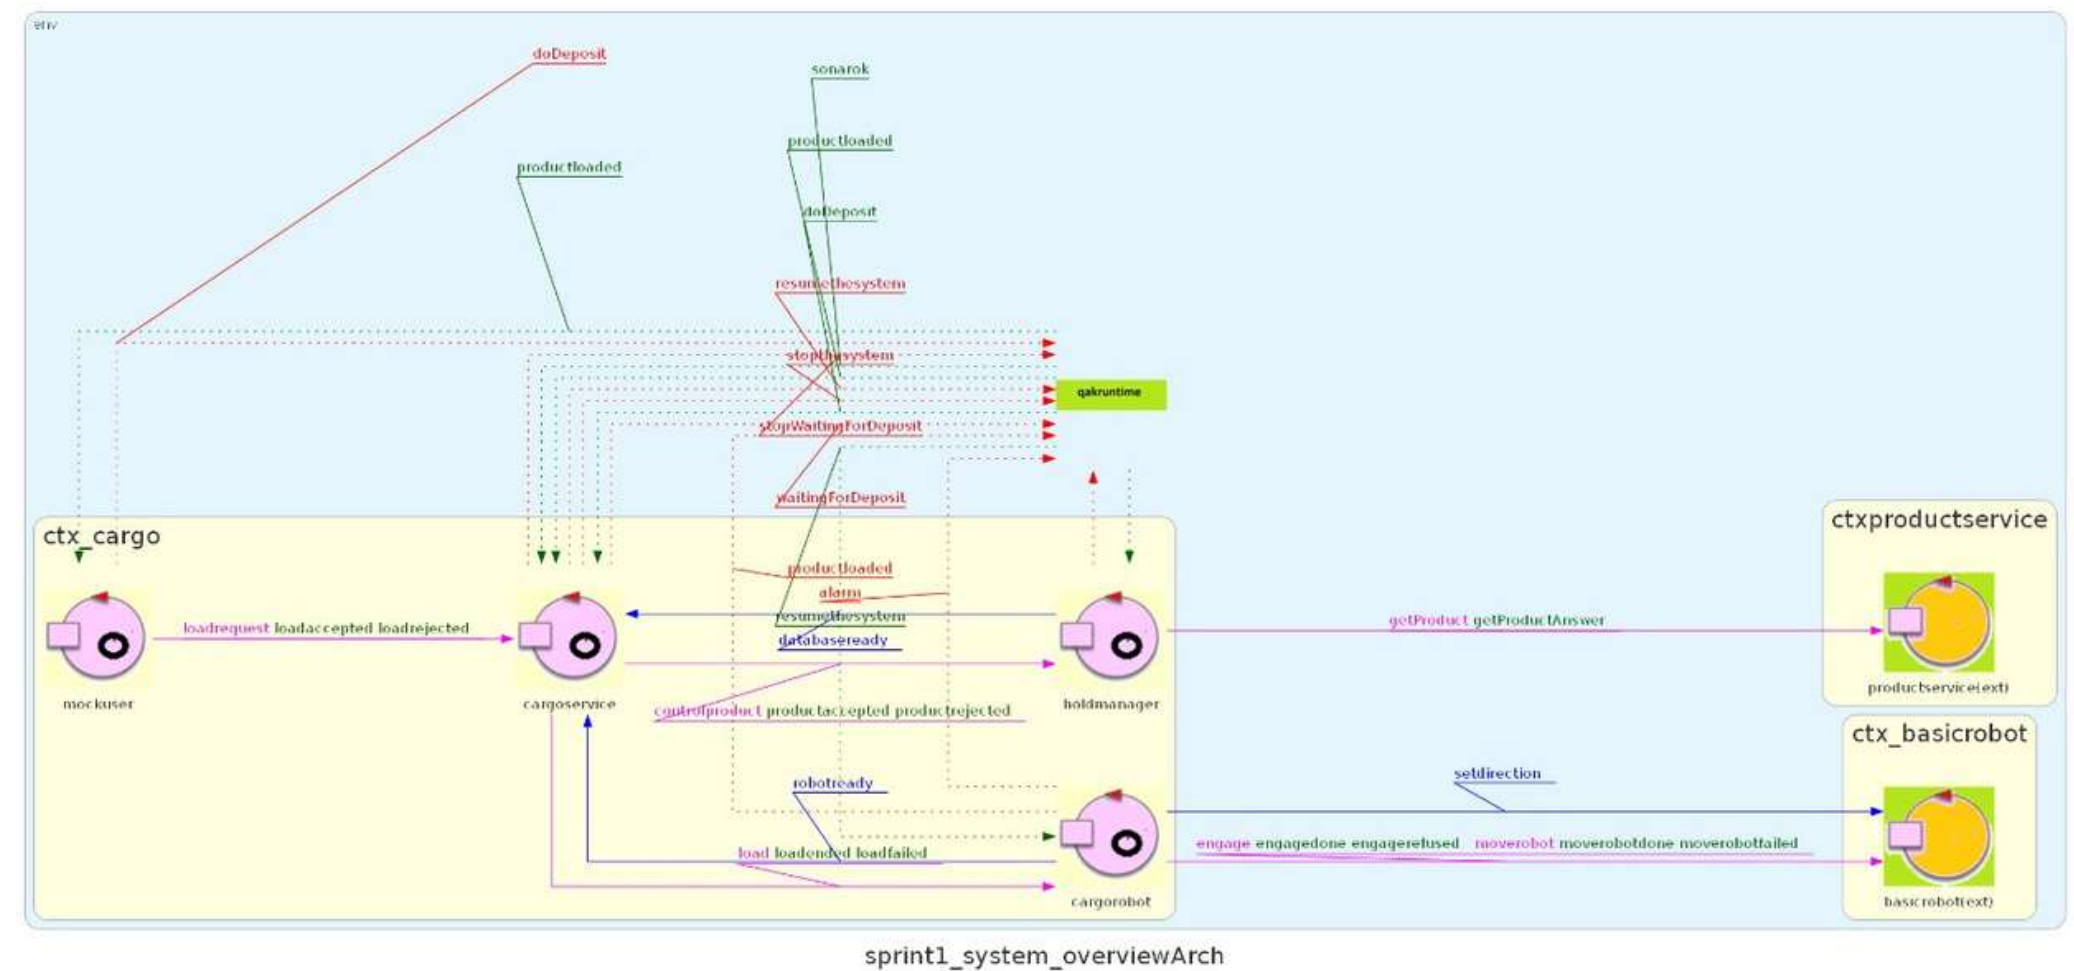 env
doDeposit
sonarok
productloaded
productloaded
doDeposit
resumethesystem
stopthesystem
qakruntime
stopWaitingForDeposit
waitingForDeposit
ctx_cargo
ctxproductservice
productloaded
alarm
resumethesystem
databaseready
loadrequest loadaccepted loadrejected
getProduct getProductAnswer
mockuser
cargoservice
holdmanager
productservice(ext)
controlproduct productaccepted productrejected
ctx_basicrobot
robotready
setdirection
load loadended loadfailed
engage engagedone engagerefused moverobot moverobotdone moverobotfailed
cargorobot
basicrobot(ext)
sprint1_system_overviewArch